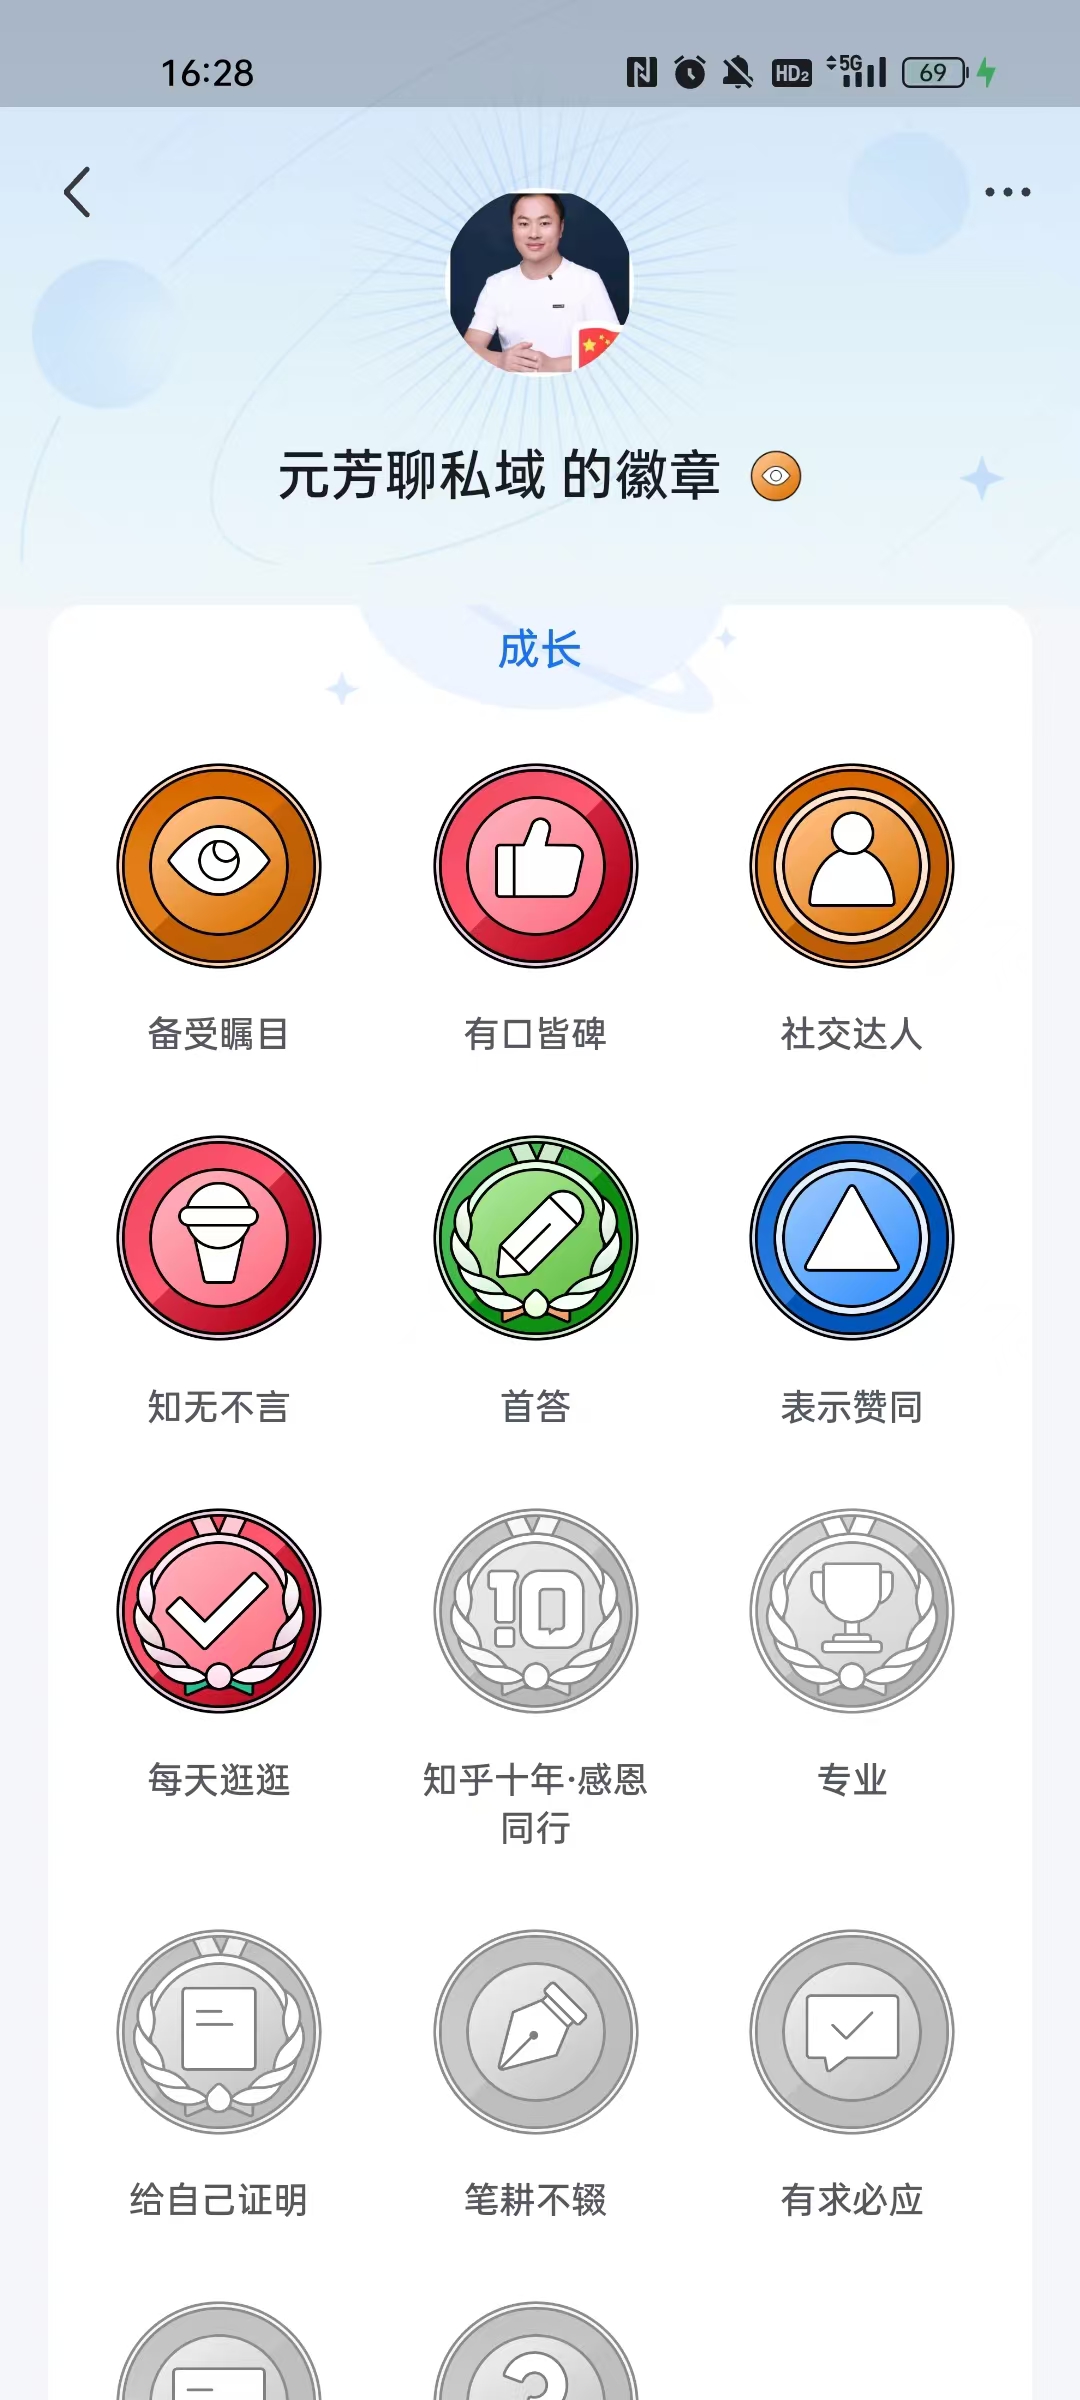 16:28
HD2
5G
69
元芳聊私域 的徽章
成长
备受瞩目
有口皆碑
社交达人
知无不言
首答
表示赞同
10
每天逛逛
知乎十年·感恩
同行
专业
给自己证明
笔耕不辍
有求必应